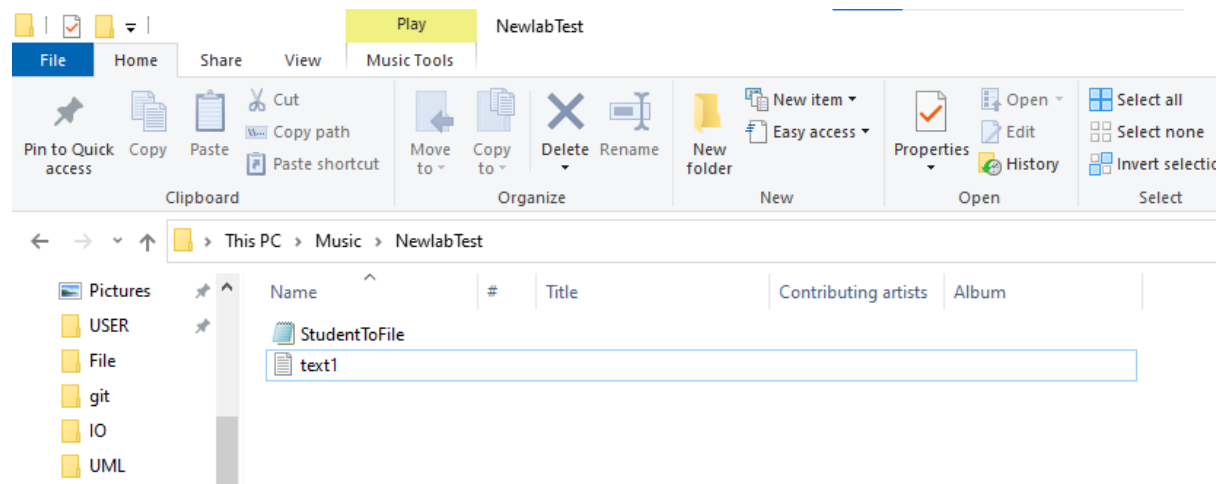 Play NewlabTest
File Home Share View Music Tools
Pin to Quick access
Copy
Paste
Cut
Copy path
Paste shortcut
Clipboard
Move to
Copy to
Delete
Rename
Organize
New folder
New item
Easy access
New
Properties
Open
Edit
History
Open
Select all
Select none
Invert selectio
Select
This PC > Music > NewlabTest
Pictures
USER
File
git
IO
UML
Name # Title Contributing artists Album
StudentToFile
text1